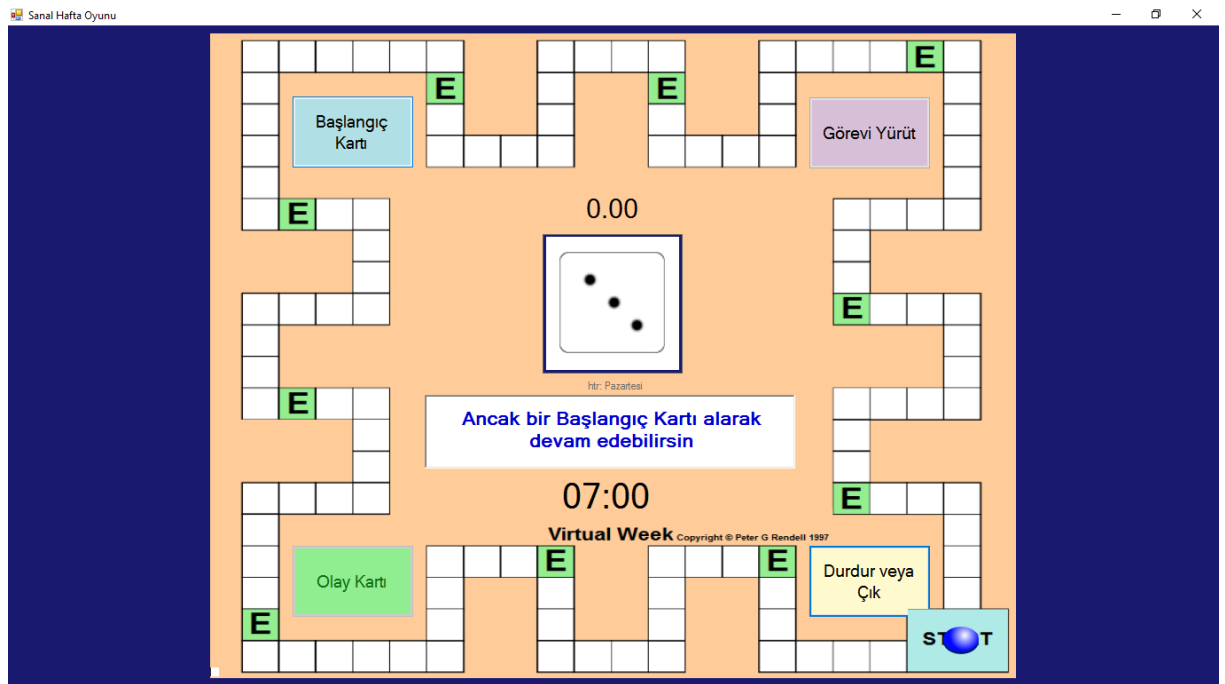 Sanal Hafta Oyunu
E
E
E
Başlangıç
Kartı
Görevi Yürüt
E
0.00
E
htr: Pazartesi
E
Ancak bir Başlangıç Kartı alarak
devam edebilirsin
07:00
E
Virtual Week Copyright © Peter G Rendell 1997
E
E
Olay Kartı
Durdur veya
Çık
E